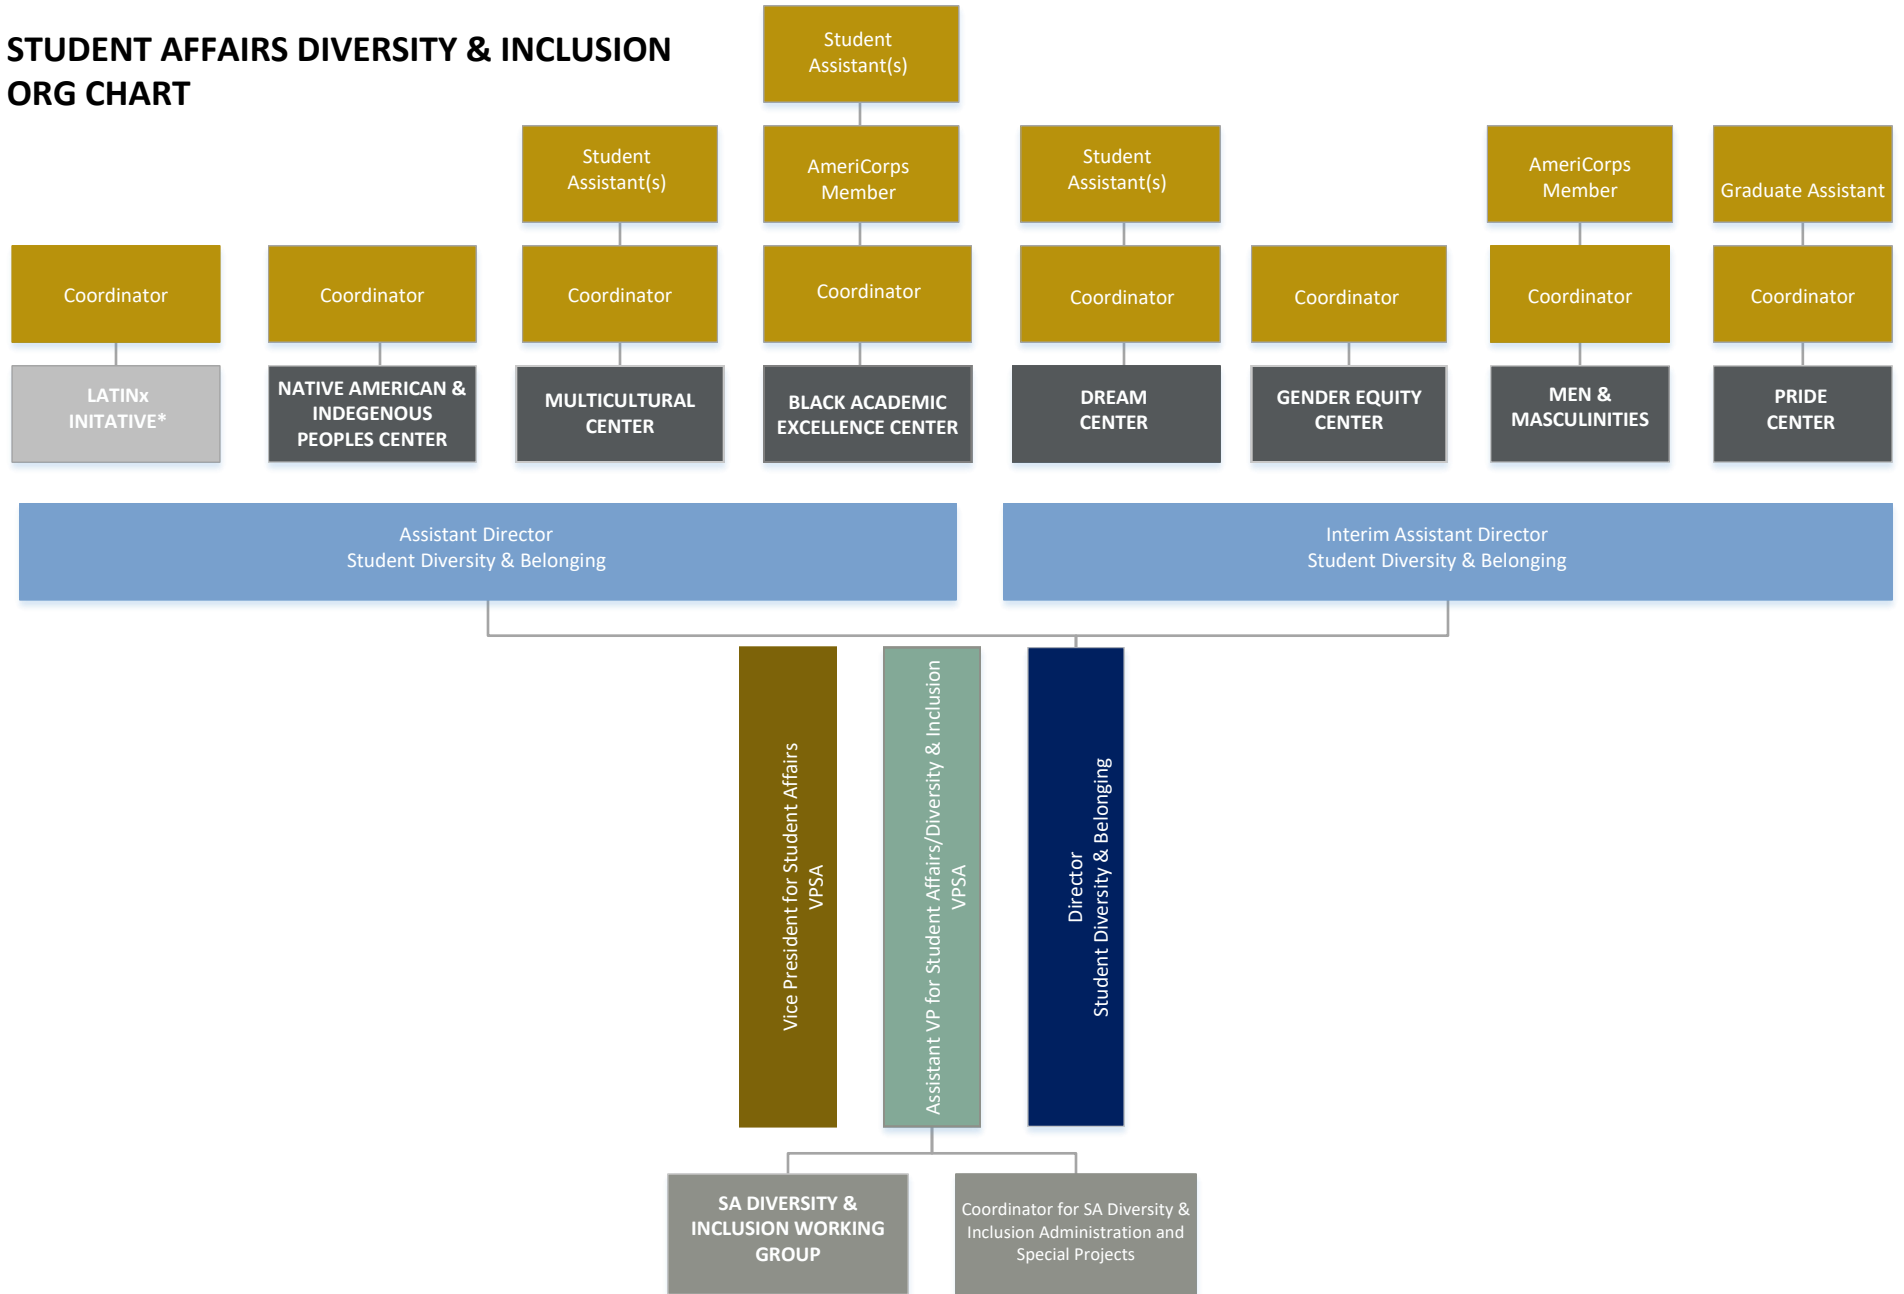 STUDENT AFFAIRS DIVERSITY & INCLUSION
ORG CHART
Student
Assistant(s)
Student
Assistant(s)
AmeriCorps
Member
Student
Assistant(s)
AmeriCorps
Member
Graduate Assistant
Coordinator
Coordinator
Coordinator
Coordinator
Coordinator
Coordinator
Coordinator
Coordinator
LATINx
INITATIVE*
NATIVE AMERICAN &
INDEGENOUS
PEOPLES CENTER
MULTICULTURAL
CENTER
BLACK ACADEMIC
EXCELLENCE CENTER
DREAM
CENTER
GENDER EQUITY
CENTER
MEN &
MASCULINITIES
PRIDE
CENTER
Assistant Director
Student Diversity & Belonging
Interim Assistant Director
Student Diversity & Belonging
Vice President for Student Affairs
VPSA
Assistant VP for Student Affairs/Diversity & Inclusion
VPSA
Director
Student Diversity & Belonging
SA DIVERSITY &
INCLUSION WORKING
GROUP
Coordinator for SA Diversity &
Inclusion Administration and
Special Projects